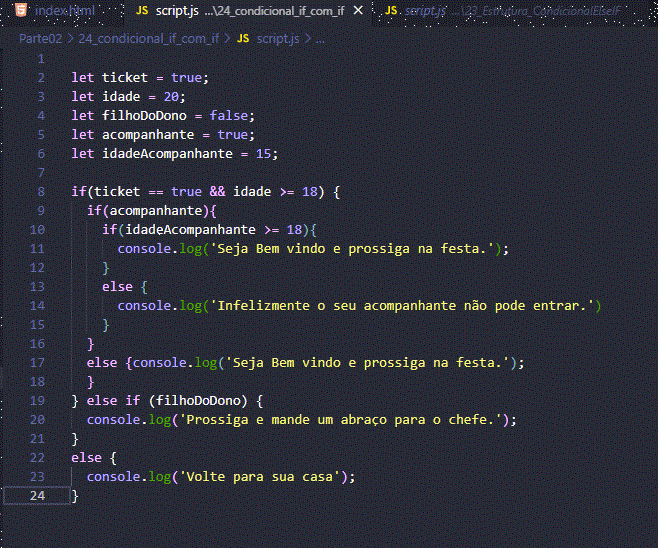 index.html JS script.js ...\24_condicional_if_com_if JS script.js ...\23_Estrutura_CondicionalElseIF
Parte02 > 24_condicional_if_com_if > JS script.js > ...
1
2 let ticket = true;
3 let idade = 20;
4 let filhoDoDono = false;
5 let acompanhante = true;
6 let idadeAcompanhante = 15;
7
8 if(ticket == true && idade >= 18) {
9 if(acompanhante){
10 if(idadeAcompanhante >= 18){
11 console.log('Seja Bem vindo e prossiga na festa.');
12 }
13 else {
14 console.log('Infelizmente o seu acompanhante não pode entrar.')
15 }
16 }
17 else {console.log('Seja Bem vindo e prossiga na festa.');
18 }
19 } else if (filhoDoDono) {
20 console.log('Prossiga e mande um abraço para o chefe.');
21 }
22 else {
23 console.log('Volte para sua casa');
24 }